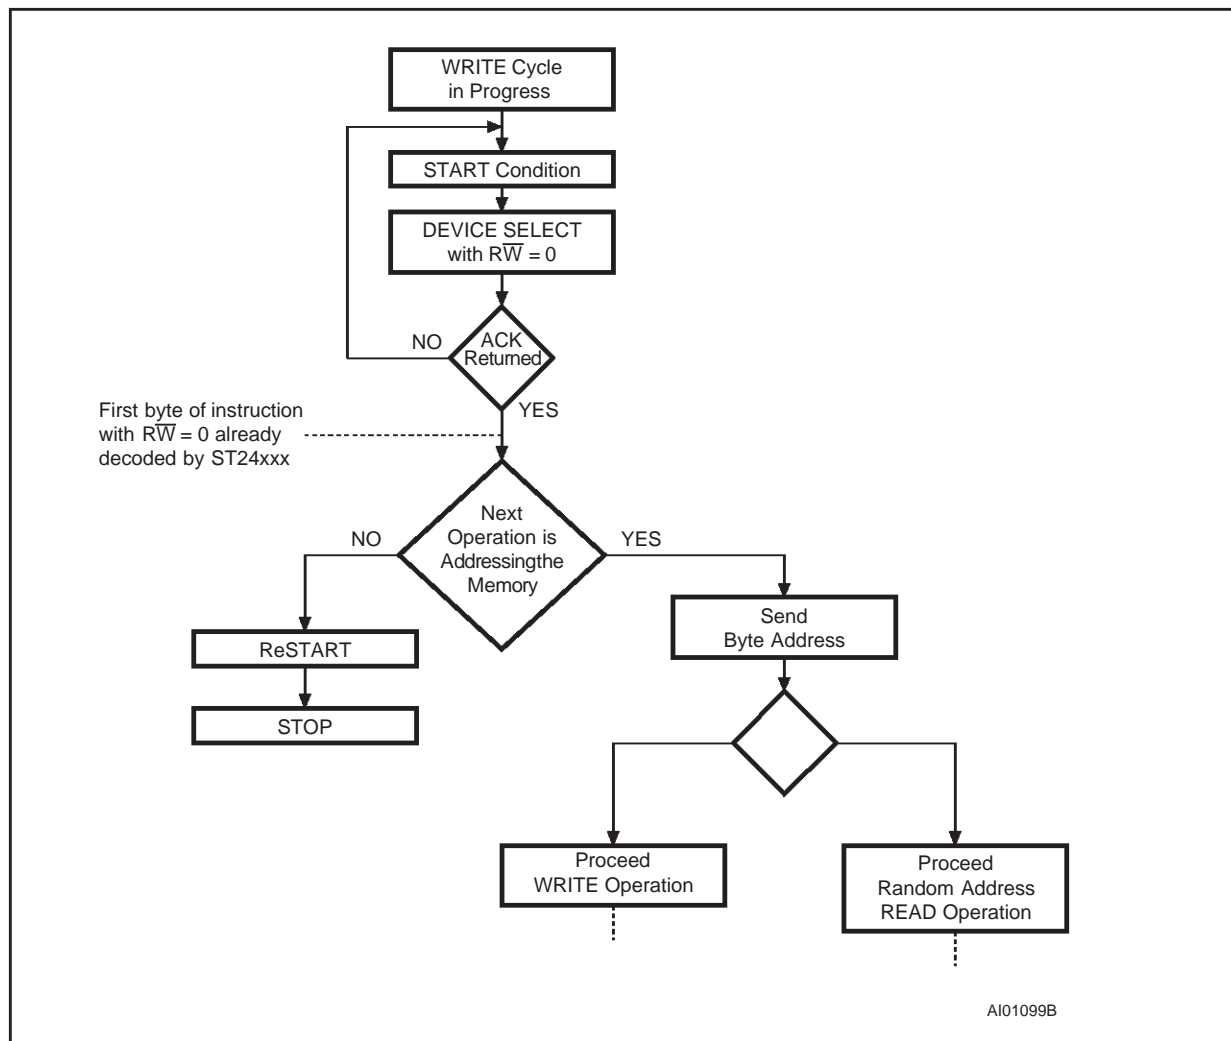 WRITE Cycle
in Progress
START Condition
DEVICE SELECT
with RW̅ = 0
ACK
Returned
NO
YES
First byte of instruction
with RW̅ = 0 already
decoded by ST24xxx
Next
Operation is
Addressingthe
Memory
NO
YES
Send
Byte Address
ReSTART
STOP
Proceed
WRITE Operation
Proceed
Random Address
READ Operation
AI01099B